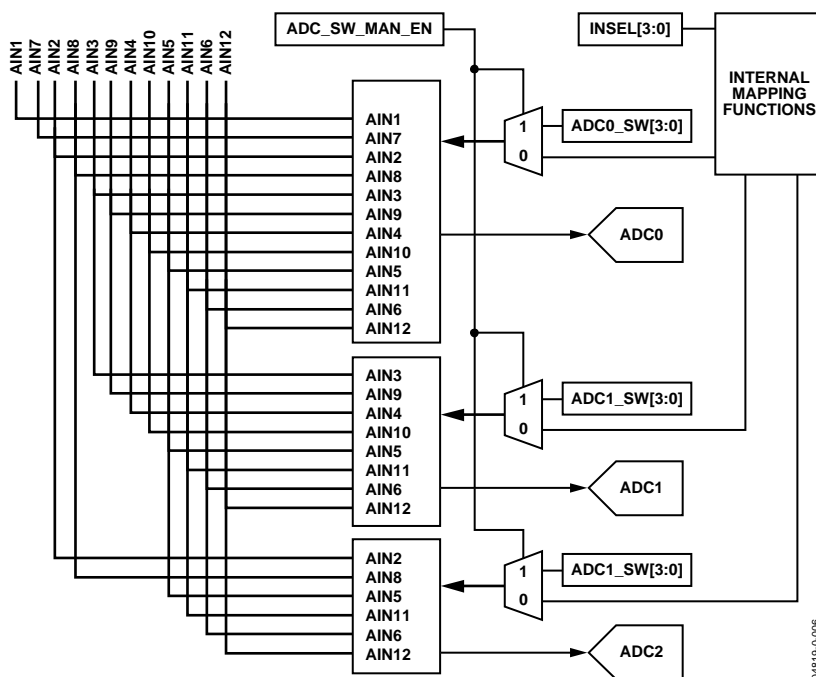 AIN1
AIN7
AIN2
AIN8
AIN3
AIN9
AIN4
AIN10
AIN5
AIN11
AIN6
AIN12
ADC_SW_MAN_EN
INSEL[3:0]
INTERNAL
MAPPING
FUNCTIONS
AIN1
AIN7
AIN2
AIN8
AIN3
AIN9
AIN4
AIN10
AIN5
AIN11
AIN6
AIN12
1
0
ADC0_SW[3:0]
ADC0
AIN3
AIN9
AIN4
AIN10
AIN5
AIN11
AIN6
AIN12
1
0
ADC1_SW[3:0]
ADC1
AIN2
AIN8
AIN5
AIN11
AIN6
AIN12
1
0
ADC1_SW[3:0]
ADC2
04819-0-006